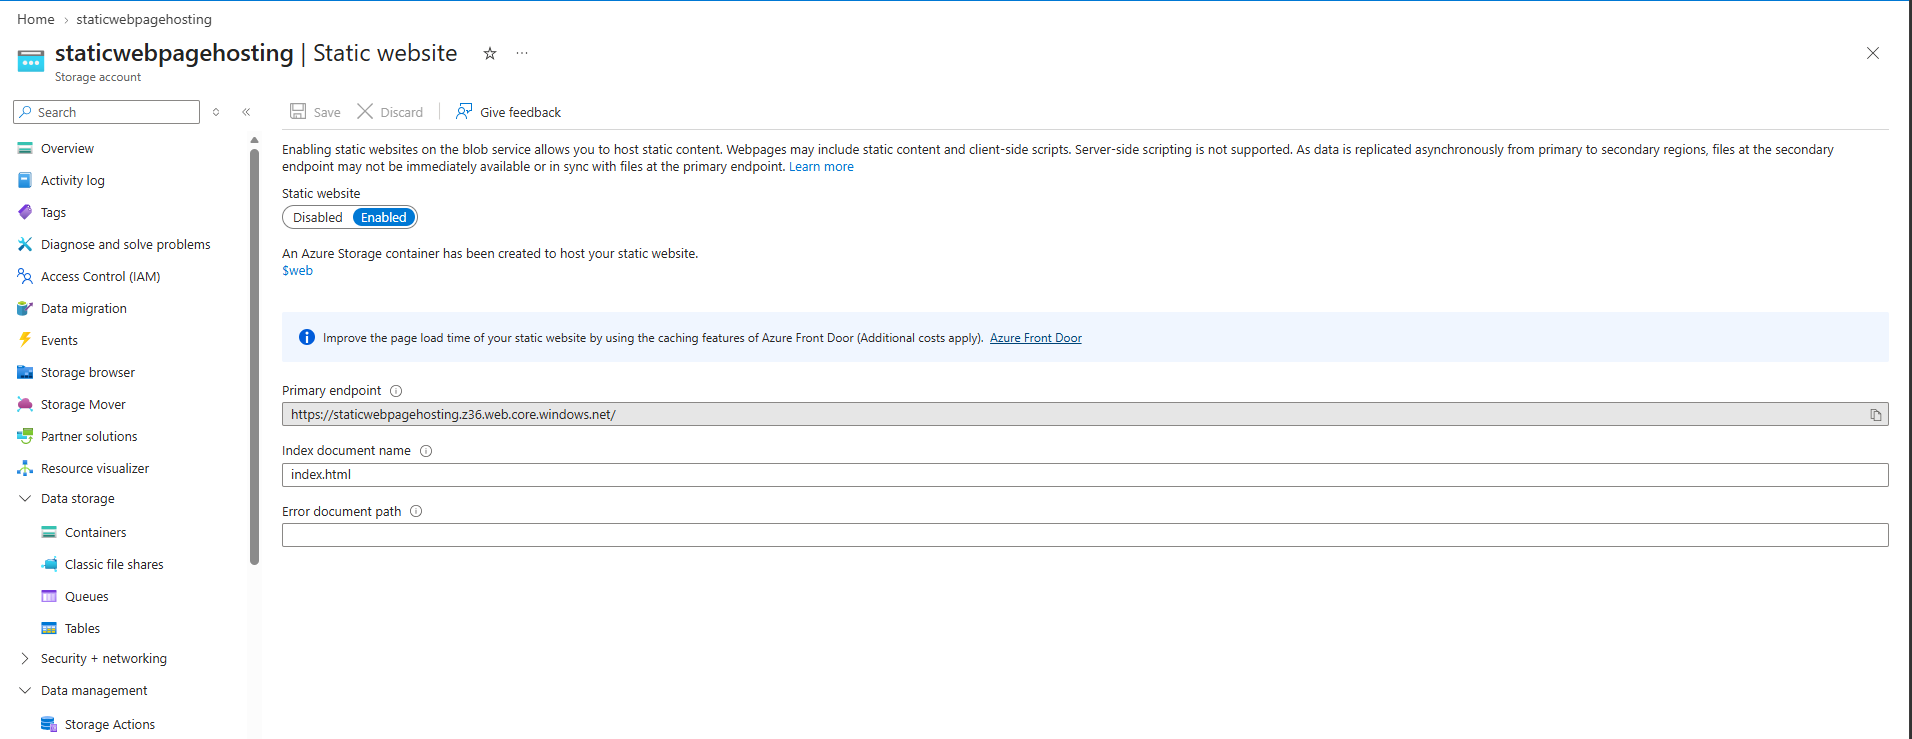 Home > staticwebpagehosting
staticwebpagehosting | Static website
Storage account
Search
Overview
Activity log
Tags
Diagnose and solve problems
Access Control (IAM)
Data migration
Events
Storage browser
Storage Mover
Partner solutions
Resource visualizer
Data storage
Containers
Classic file shares
Queues
Tables
Security + networking
Data management
Storage Actions
Save Discard Give feedback
Enabling static websites on the blob service allows you to host static content. Webpages may include static content and client-side scripts. Server-side scripting is not supported. As data is replicated asynchronously from primary to secondary regions, files at the secondary
endpoint may not be immediately available or in sync with files at the primary endpoint. Learn more
Static website
Disabled Enabled
An Azure Storage container has been created to host your static website.
$web
Improve the page load time of your static website by using the caching features of Azure Front Door (Additional costs apply). Azure Front Door
Primary endpoint
https://staticwebpagehosting.z36.web.core.windows.net/
Index document name
index.html
Error document path